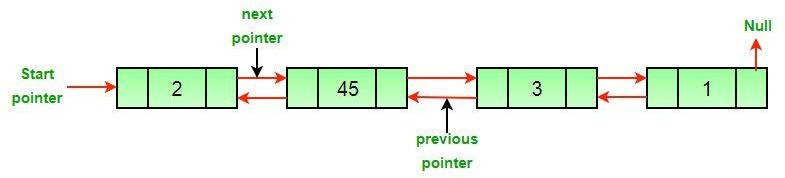 next
pointer
Null
Start
pointer
2
45
3
1
previous
pointer